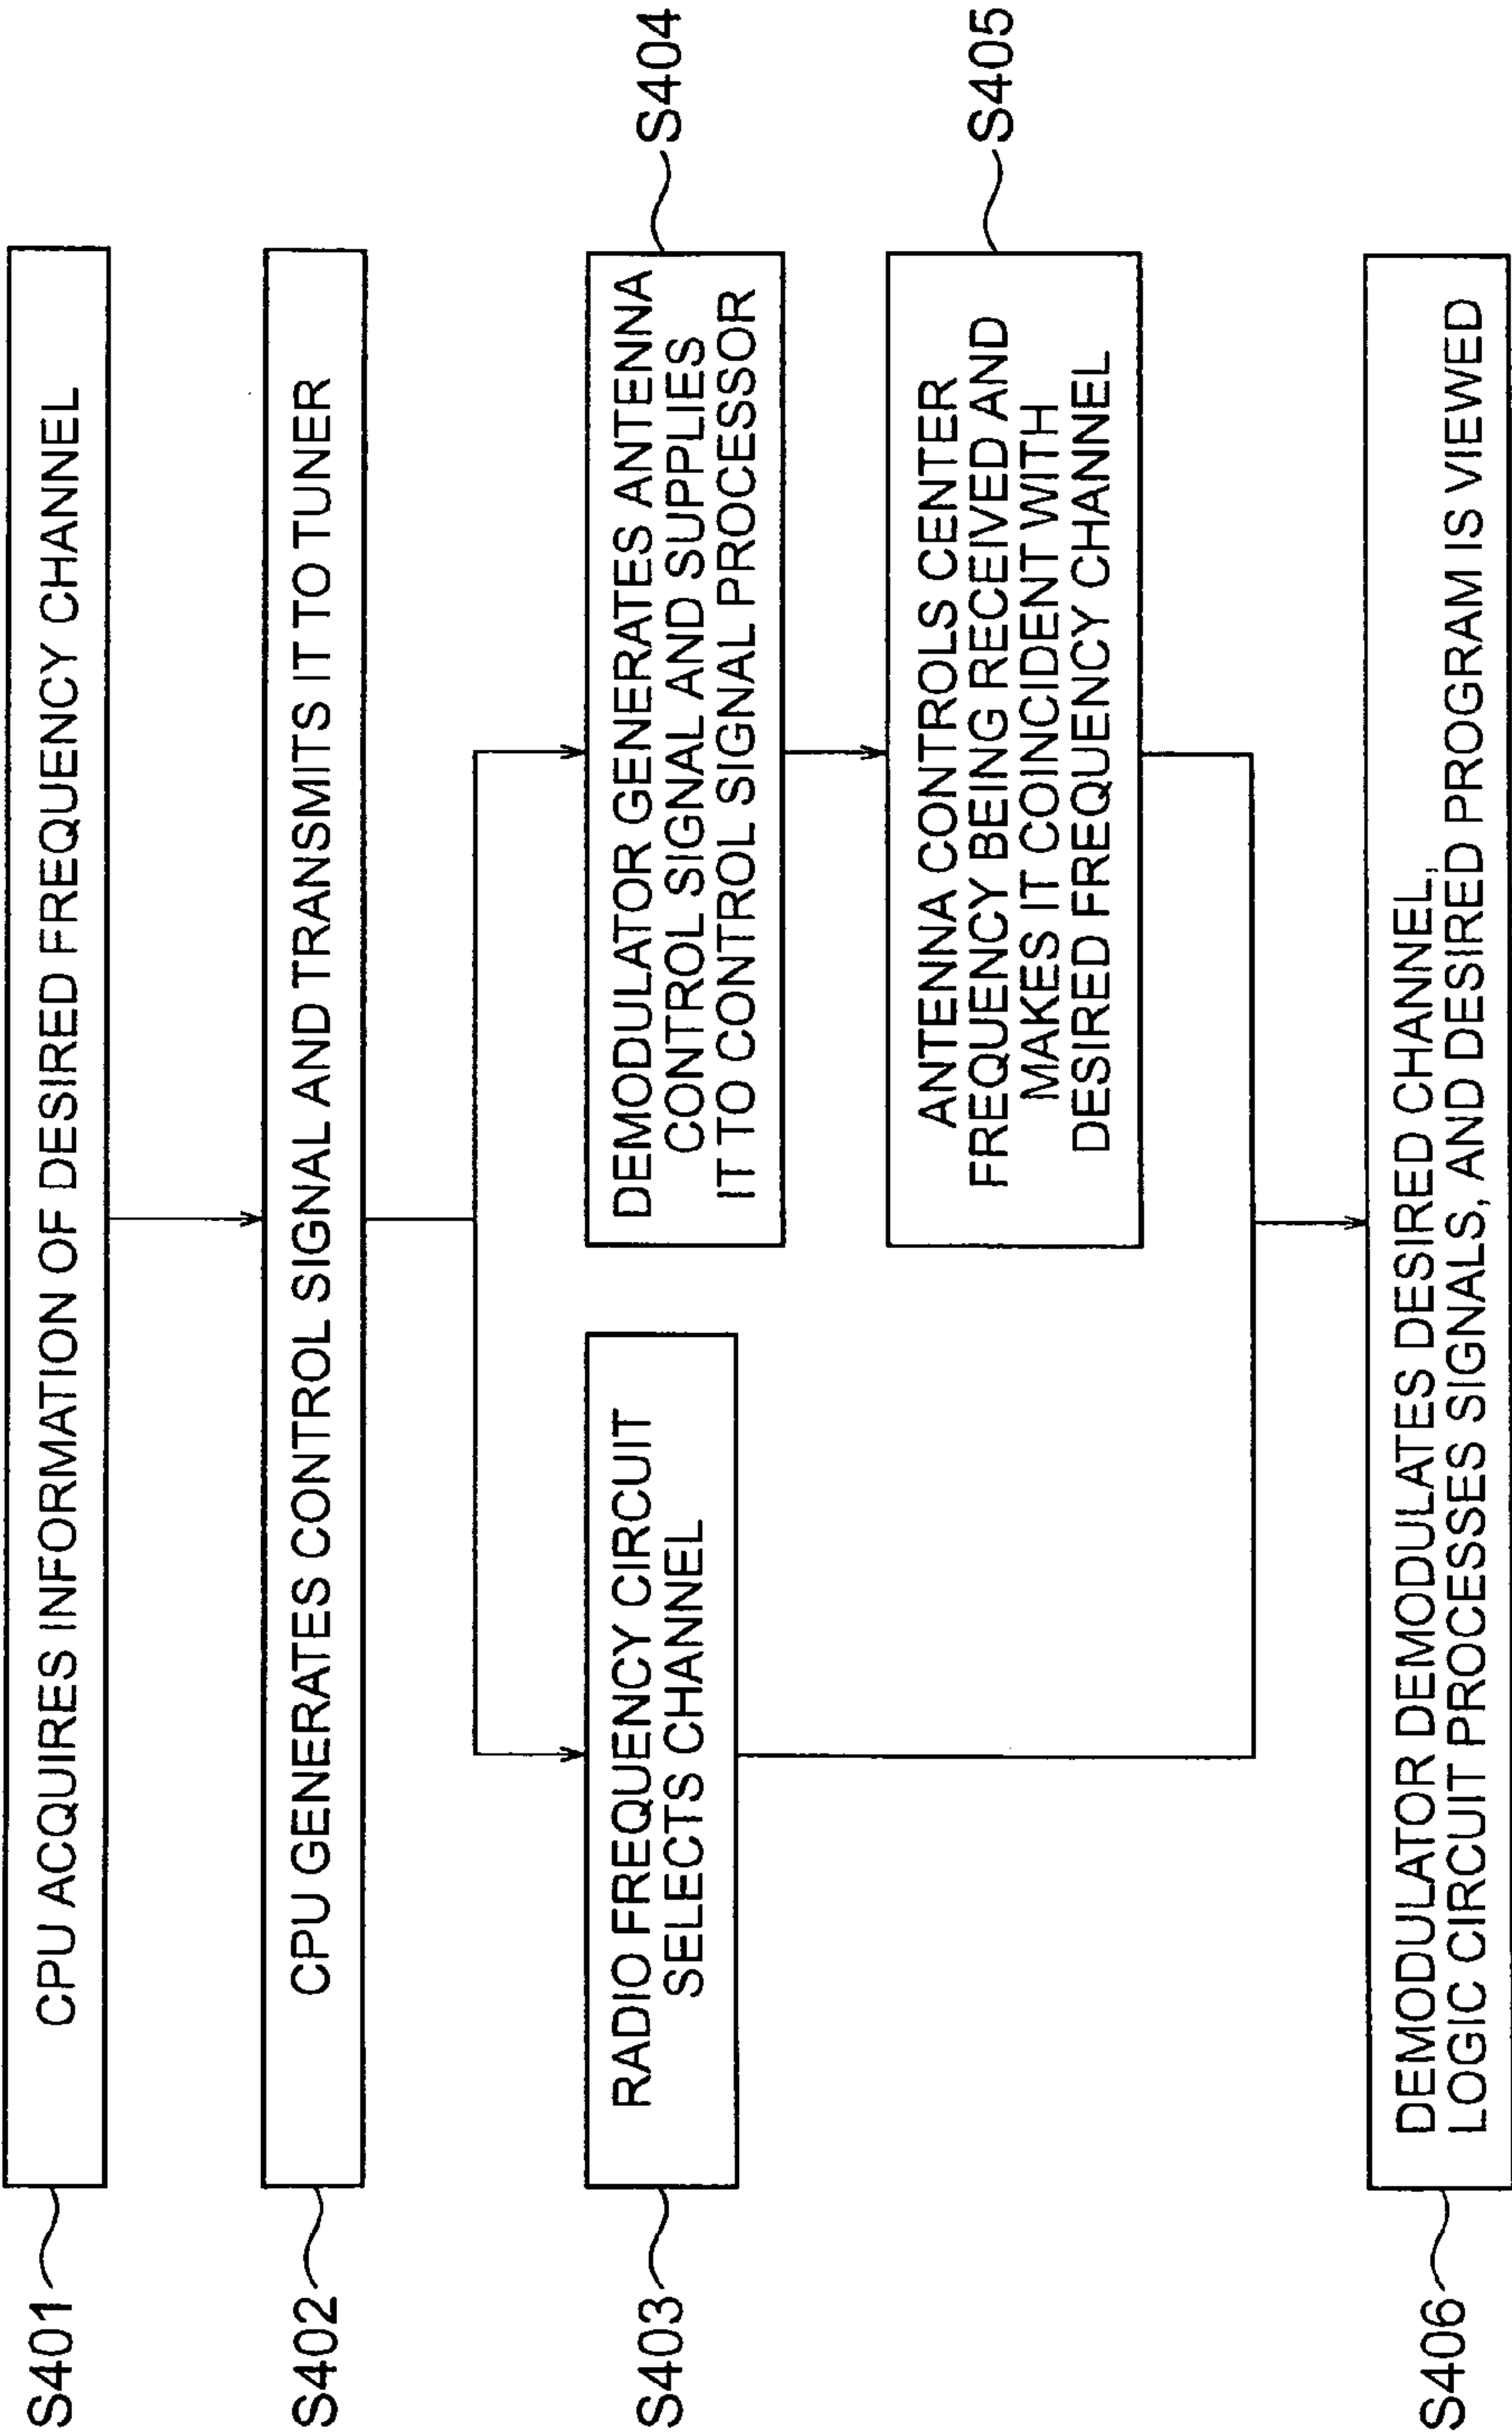 S401
CPU ACQUIRES INFORMATION OF DESIRED FREQUENCY CHANNEL
S402
CPU GENERATES CONTROL SIGNAL AND TRANSMITS IT TO TUNER
S403
RADIO FREQUENCY CIRCUIT
SELECTS CHANNEL
DEMODULATOR GENERATES ANTENNA
CONTROL SIGNAL AND SUPPLIES
IT TO CONTROL SIGNAL PROCESSOR
S404
ANTENNA CONTROLS CENTER
FREQUENCY BEING RECEIVED AND
MAKES IT COINCIDENT WITH
DESIRED FREQUENCY CHANNEL
S405
S406
DEMODULATOR DEMODULATES DESIRED CHANNEL,
LOGIC CIRCUIT PROCESSES SIGNALS, AND DESIRED PROGRAM IS VIEWED